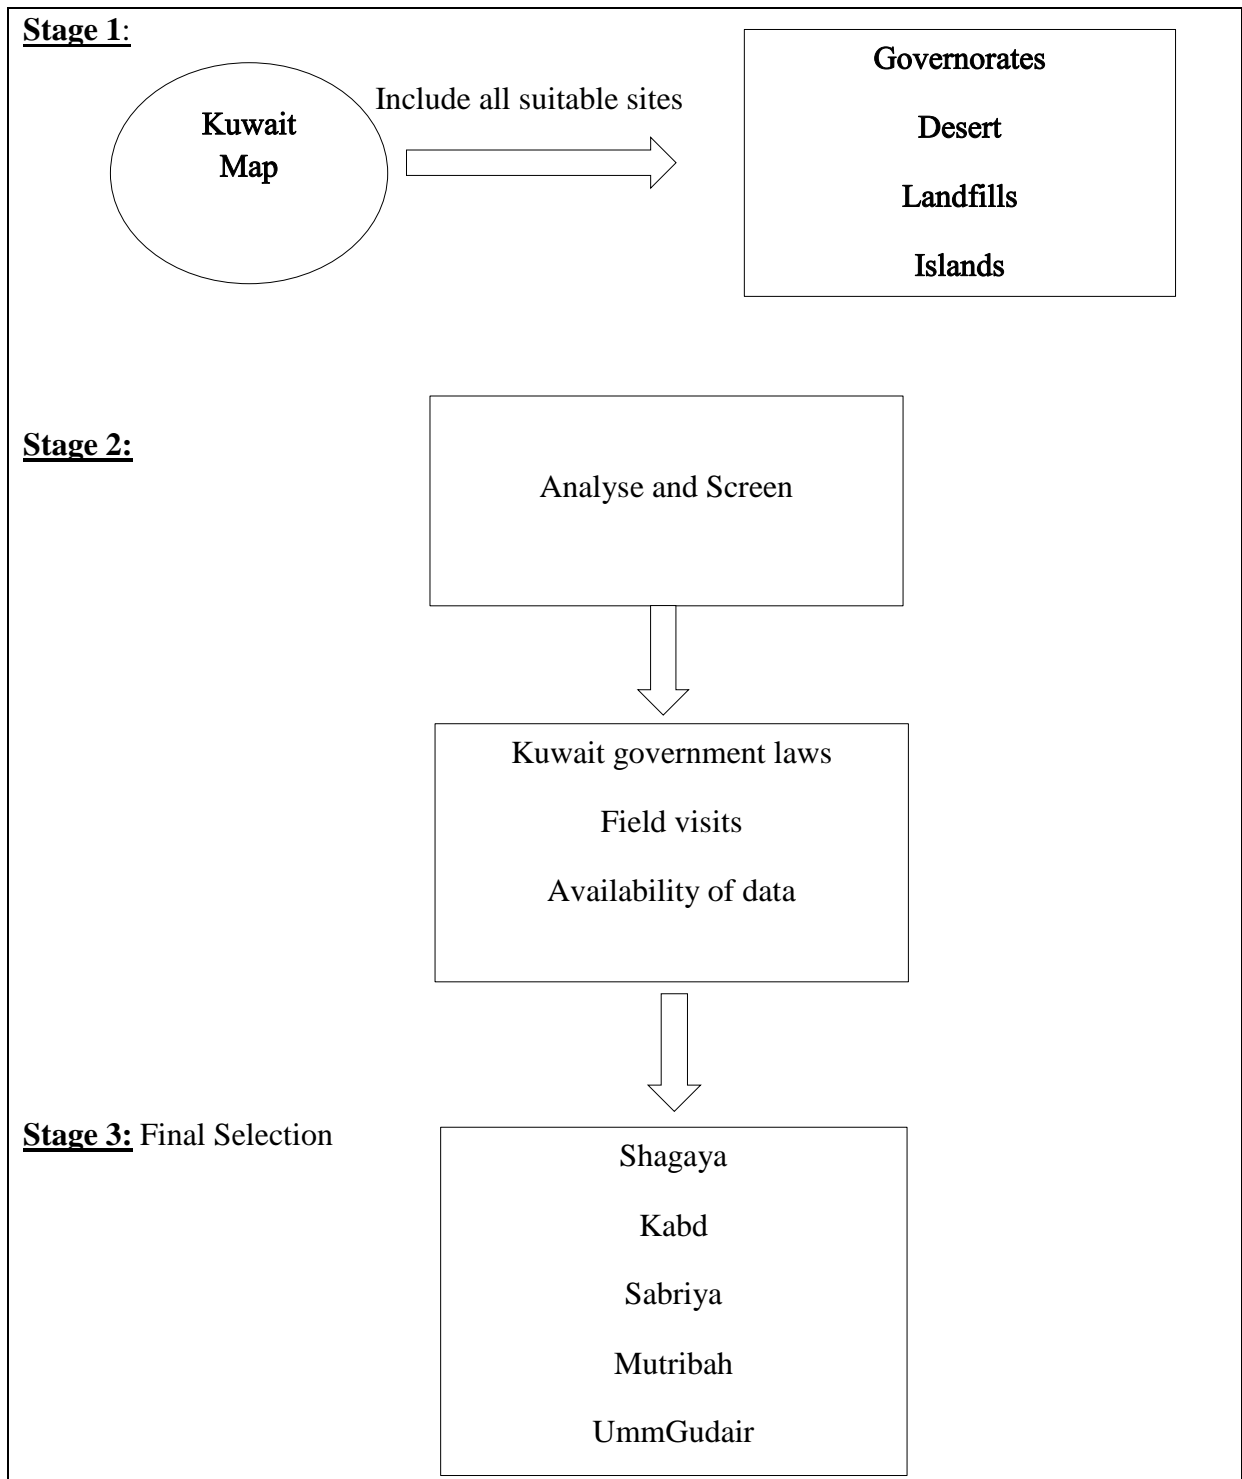 Stage 1:
Kuwait
Map
Include all suitable sites
Governorates
Desert
Landfills
Islands
Stage 2:
Analyse and Screen
Kuwait government laws
Field visits
Availability of data
Stage 3: Final Selection
Shagaya
Kabd
Sabriya
Mutribah
UmmGudair